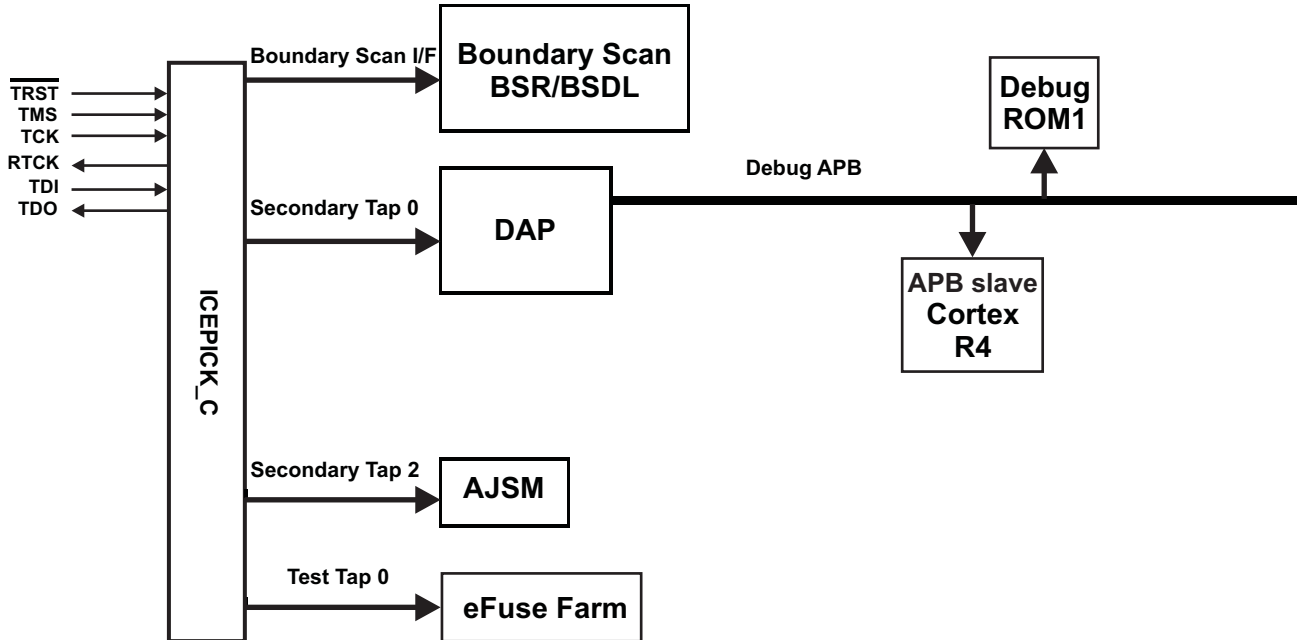 Boundary Scan I/F
Boundary Scan
BSR/BSDL
TRST
TMS
TCK
RTCK
TDI
TDO
Debug
ROM1
Debug APB
Secondary Tap 0
DAP
ICEPICK_C
APB slave
Cortex
R4
Secondary Tap 2
AJSM
Test Tap 0
eFuse Farm